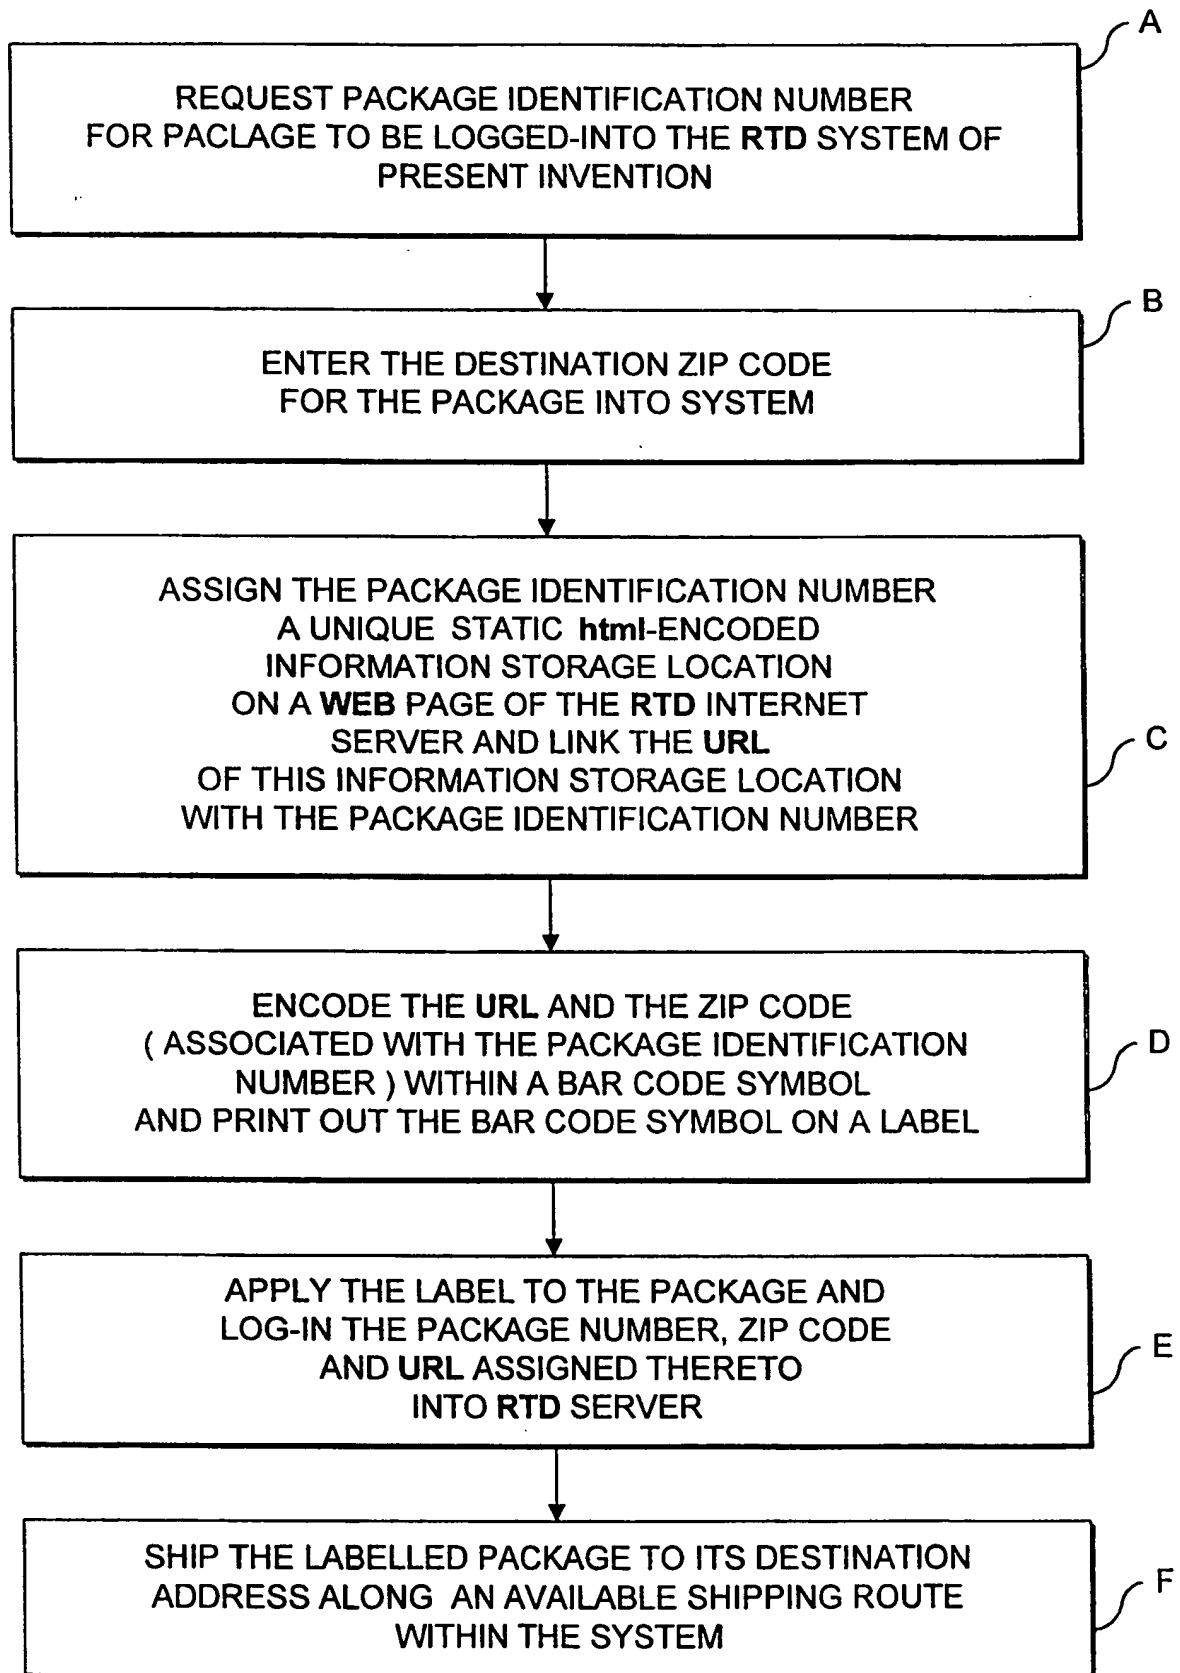 A
REQUEST PACKAGE IDENTIFICATION NUMBER
FOR PACLAGE TO BE LOGGED-INTO THE RTD SYSTEM OF
PRESENT INVENTION
B
ENTER THE DESTINATION ZIP CODE
FOR THE PACKAGE INTO SYSTEM
ASSIGN THE PACKAGE IDENTIFICATION NUMBER
A UNIQUE STATIC html-ENCODED
INFORMATION STORAGE LOCATION
ON A WEB PAGE OF THE RTD INTERNET
SERVER AND LINK THE URL
OF THIS INFORMATION STORAGE LOCATION
WITH THE PACKAGE IDENTIFICATION NUMBER
C
ENCODE THE URL AND THE ZIP CODE
( ASSOCIATED WITH THE PACKAGE IDENTIFICATION
NUMBER ) WITHIN A BAR CODE SYMBOL
AND PRINT OUT THE BAR CODE SYMBOL ON A LABEL
D
APPLY THE LABEL TO THE PACKAGE AND
LOG-IN THE PACKAGE NUMBER, ZIP CODE
AND URL ASSIGNED THERETO
INTO RTD SERVER
E
SHIP THE LABELLED PACKAGE TO ITS DESTINATION
ADDRESS ALONG AN AVAILABLE SHIPPING ROUTE
WITHIN THE SYSTEM
F